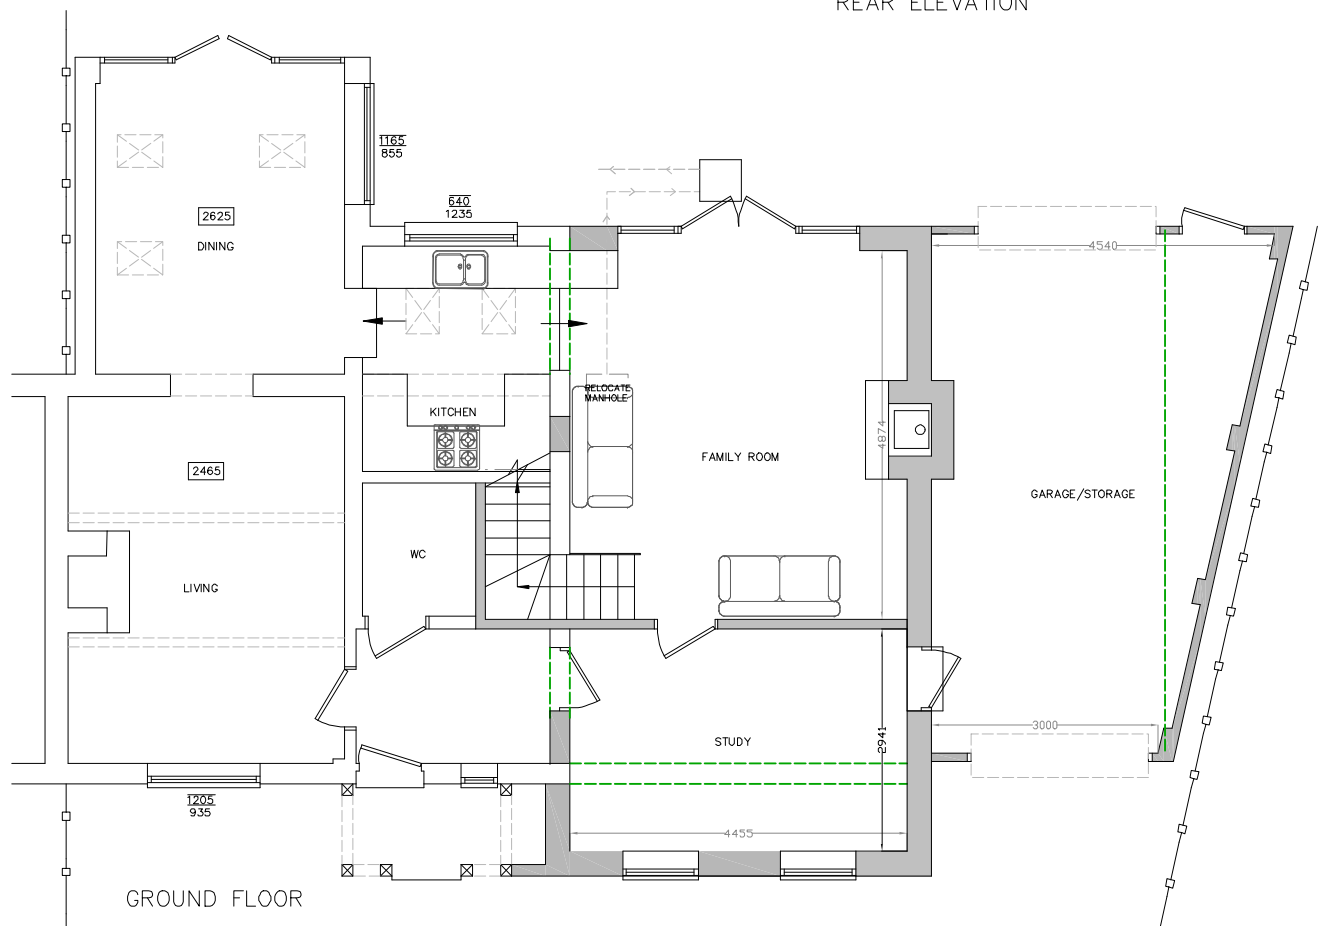 REAR ELEVATION
1165
855
640
1235
2625
DINING
4540
RELOCATE
MANHOLE
KITCHEN
4874
FAMILY ROOM
2465
GARAGE/STORAGE
WC
LIVING
3000
STUDY
2941
1205
935
4455
GROUND FLOOR